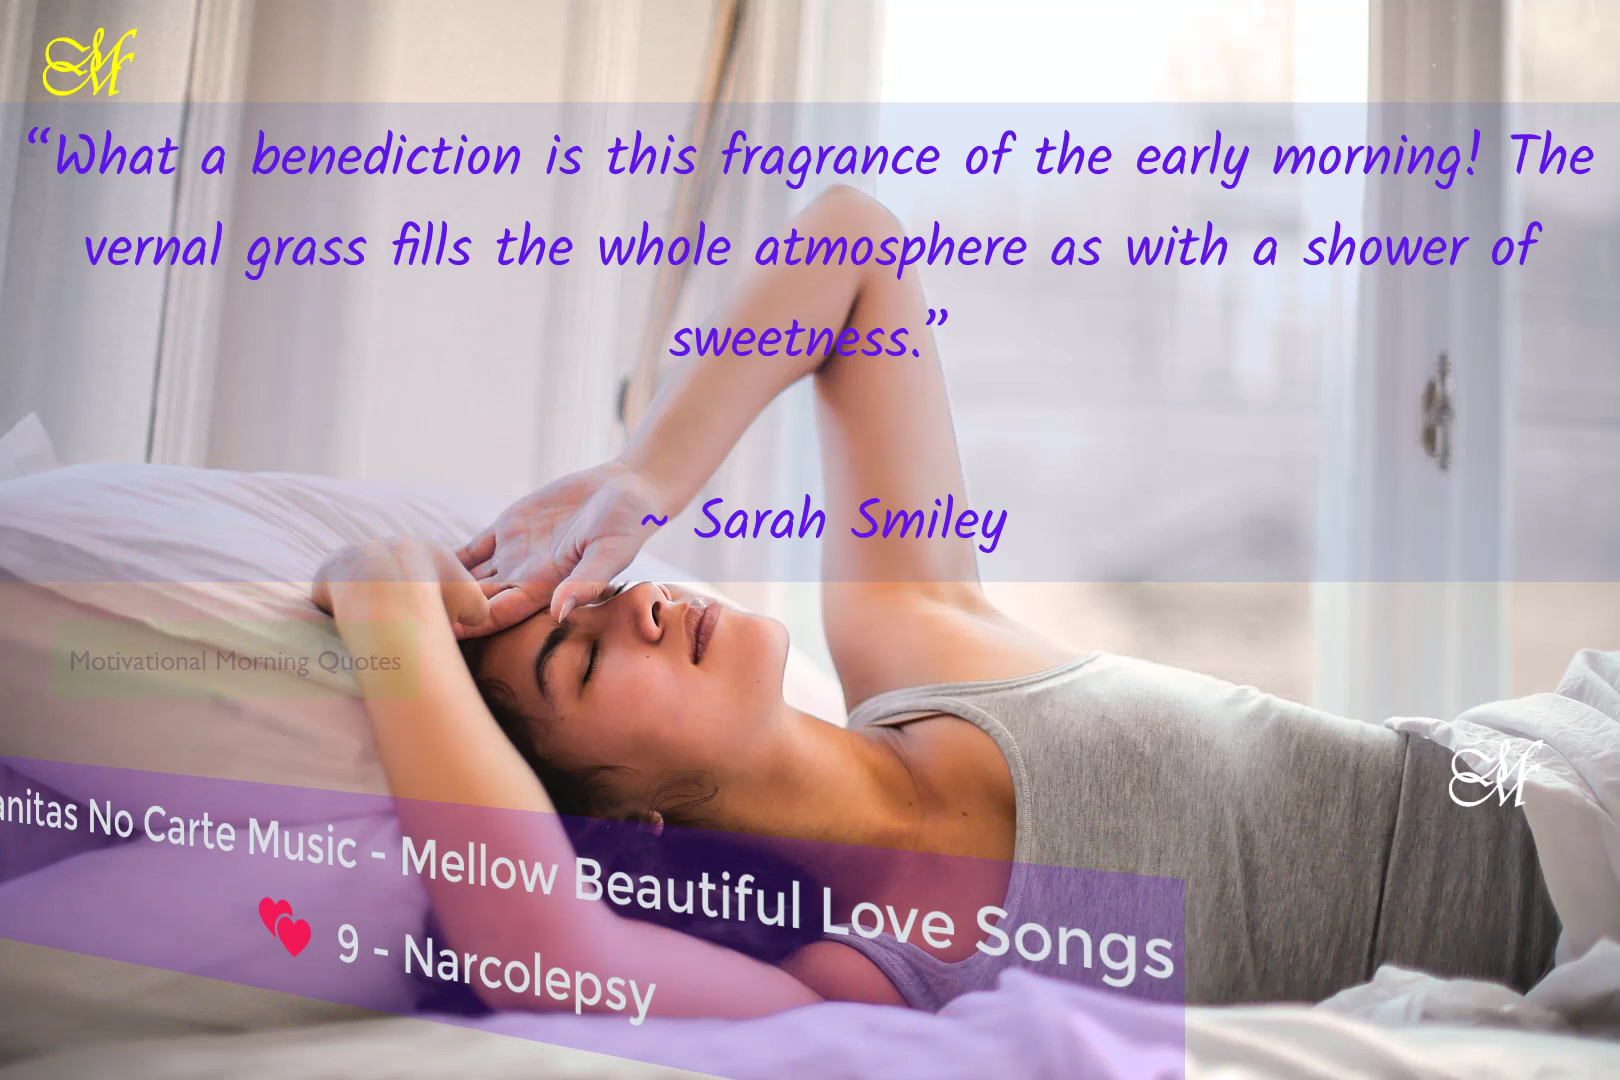 “What a benediction is this fragrance of the early morning! The
vernal grass fills the whole atmosphere as with a shower of
sweetness.”
~ Sarah Smiley
Motivational Morning Quotes
anitas No Carte Music - Mellow Beautiful Love Songs
💕 9 - Narcolepsy